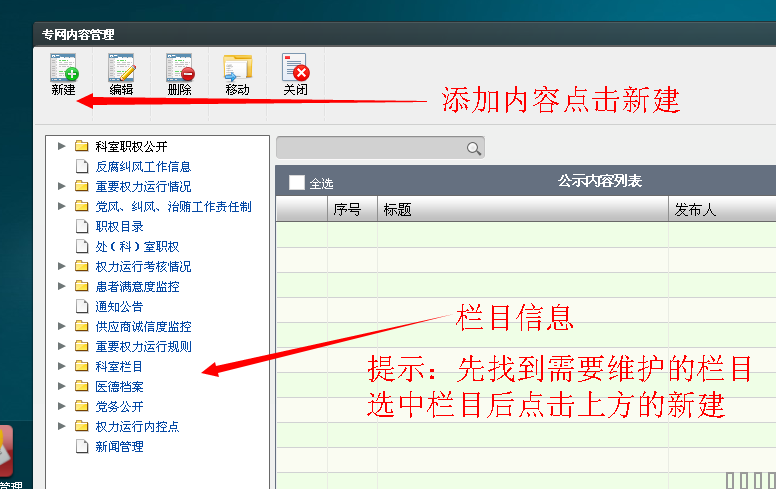 专网内容管理
新建 编辑 删除 移动 关闭
添加内容点击新建
科室职权公开
反腐纠风工作信息
重要权力运行情况
党风、纠风、治贿工作责任制
职权目录
处（科）室职权
权力运行考核情况
患者满意度监控
通知公告
供应商诚信度监控
重要权力运行规则
科室栏目
医德档案
党务公开
权力运行内控点
新闻管理
全选 公示内容列表
序号 标题 发布人
栏目信息
提示：先找到需要维护的栏目
选中栏目后点击上方的新建
管理